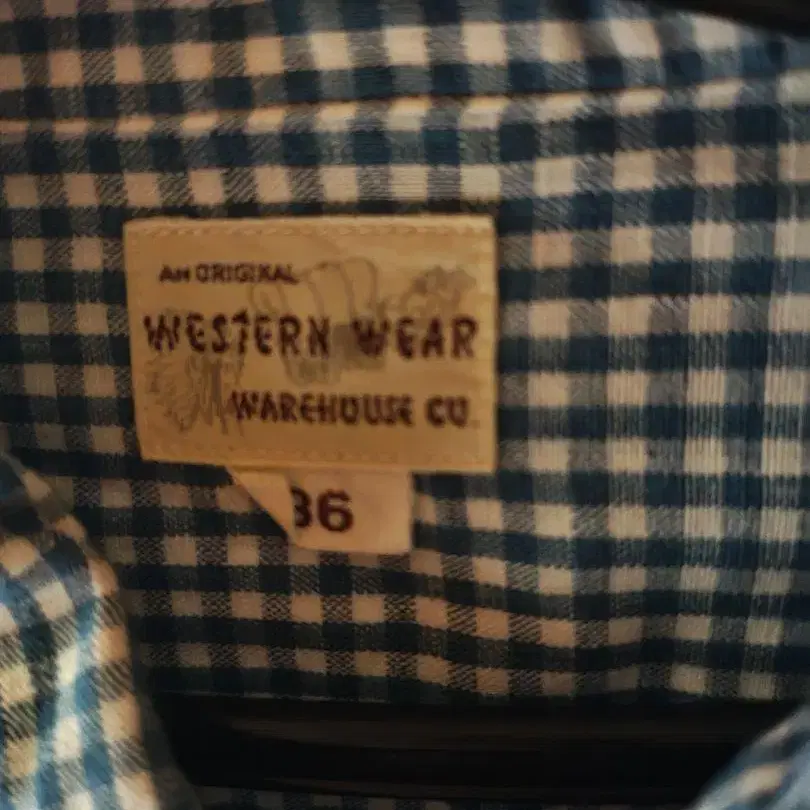 AN ORIGINAL
WESTERN WEAR
WAREHOUSE CO.
36